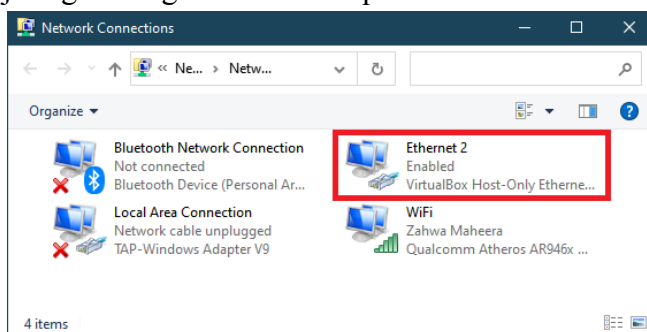 Network Connections
« Ne... › Netw...
Organize
Bluetooth Network Connection
Not connected
Bluetooth Device (Personal Ar...
Ethernet 2
Enabled
VirtualBox Host-Only Etherne...
Local Area Connection
Network cable unplugged
TAP-Windows Adapter V9
WiFi
Zahwa Maheera
Qualcomm Atheros AR946x ...
4 items